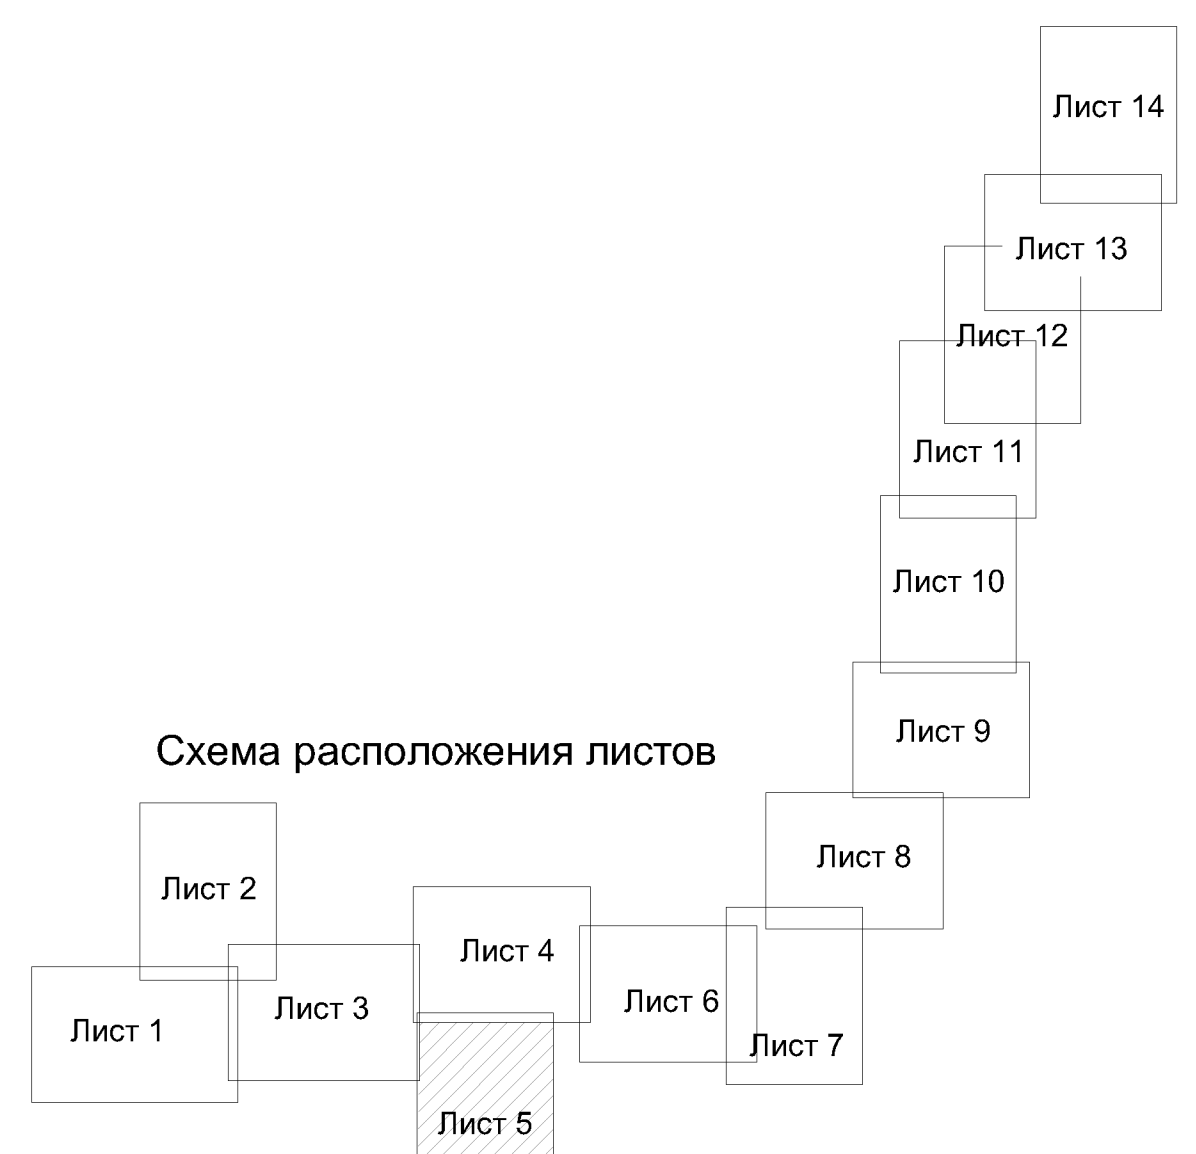 Лист 14
Лист 13
Лист 12
Лист 11
Лист 10
Лист 9
Схема расположения листов
Лист 8
Лист 2
Лист 4
Лист 6
Лист 3
Лист 1
Лист 7
Лист 5